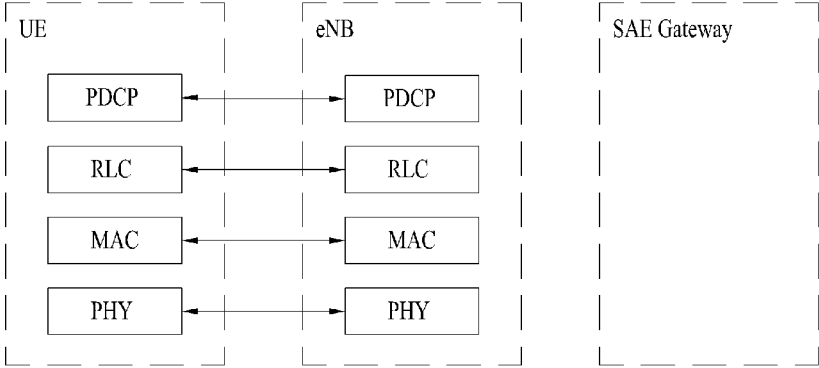 UE
eNB
SAE Gateway
PDCP
PDCP
RLC
RLC
MAC
MAC
PHY
PHY